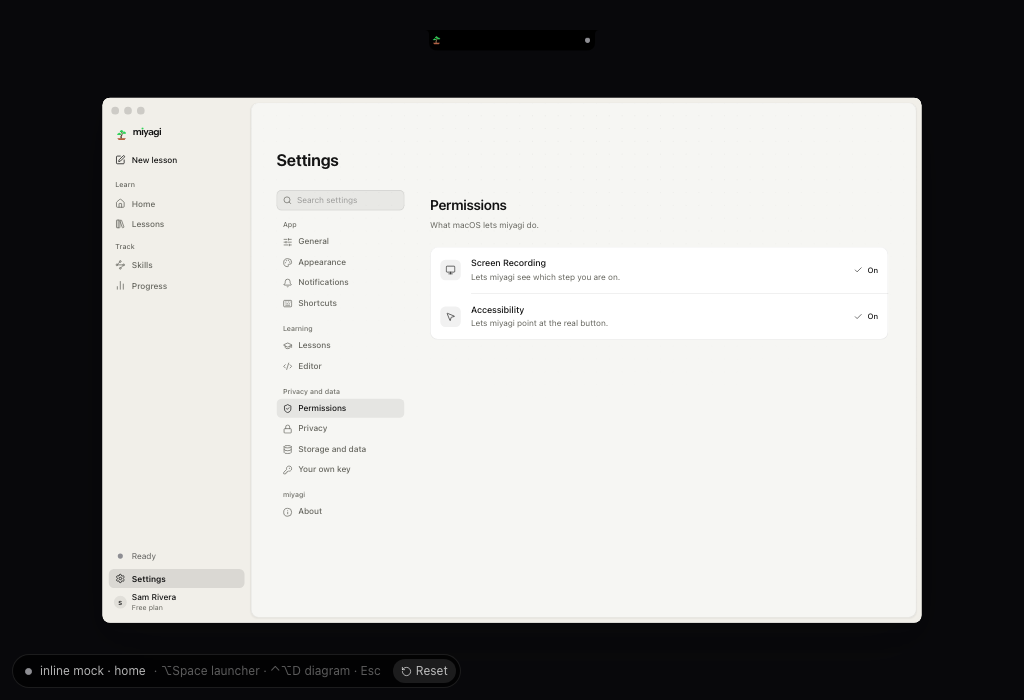 miyagi
New lesson
Learn
Home
Lessons
Track
Skills
Progress
Ready
Settings
S
Sam Rivera
Free plan
Settings
Search settings
App
General
Appearance
Notifications
Shortcuts
Learning
Lessons
Editor
Privacy and data
Permissions
Privacy
Storage and data
Your own key
miyagi
About
Permissions
What macOS lets miyagi do.
Screen Recording
Lets miyagi see which step you are on.
On
Accessibility
Lets miyagi point at the real button.
On
inline mock · home · ⌥Space launcher · ^⌥D diagram · Esc Reset